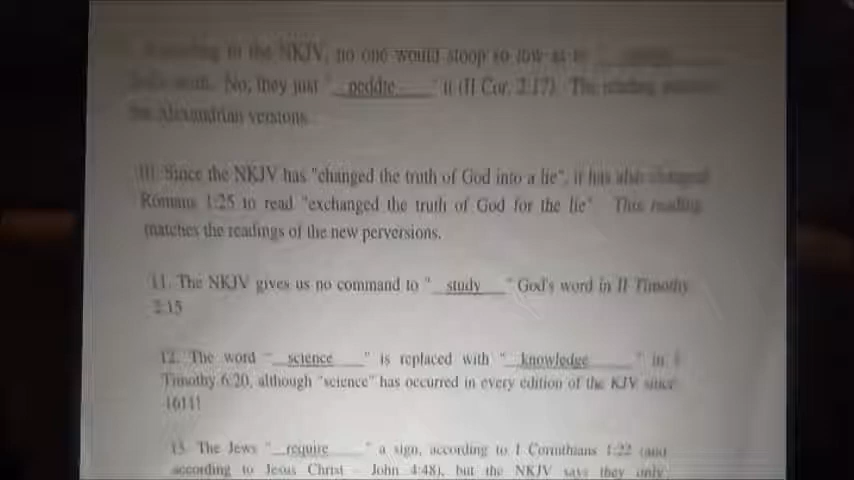 in the NKJV, no one would stoop so low as to
No, they just " peddle " it (II Cor. 2:17). The reading matches
the Alexandrian versions.
10. Since the NKJV has "changed the truth of God into a lie", it has also changed
Romans 1:25 to read "exchanged the truth of God for the lie". This reading
matches the readings of the new perversions.
11. The NKJV gives us no command to " study " God's word in II Timothy
2:15
12. The word " science " is replaced with " knowledge " in I
Timothy 6:20, although "science" has occurred in every edition of the KJV since
1611!
13. The Jews " require " a sign, according to 1 Corinthians 1:22 (and
according to Jesus Christ - John 4:48), but the NKJV says they only